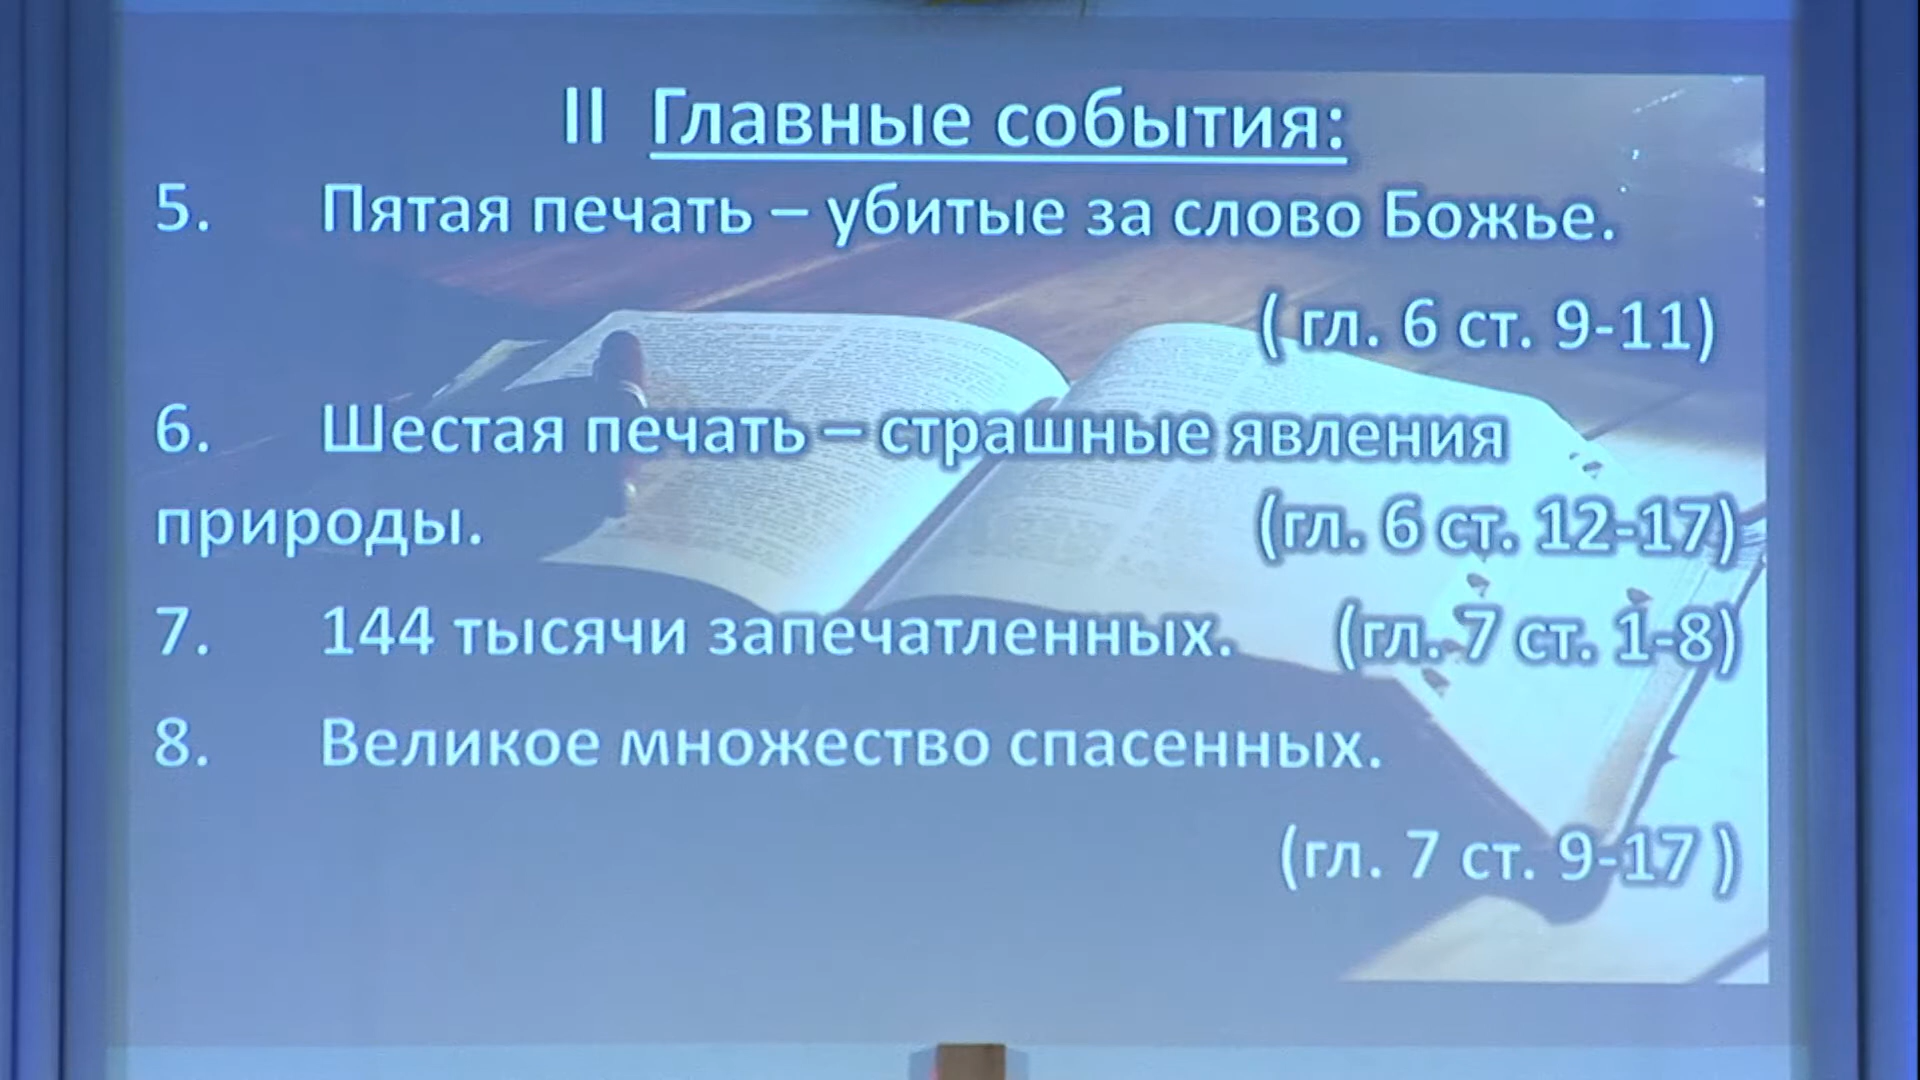 II Главные события:
5. Пятая печать – убитые за слово Божье.
( гл. 6 ст. 9-11)
6. Шестая печать – страшные явления
природы. (гл. 6 ст. 12-17)
7. 144 тысячи запечатленных. (гл. 7 ст. 1-8)
8. Великое множество спасенных.
(гл. 7 ст. 9-17 )